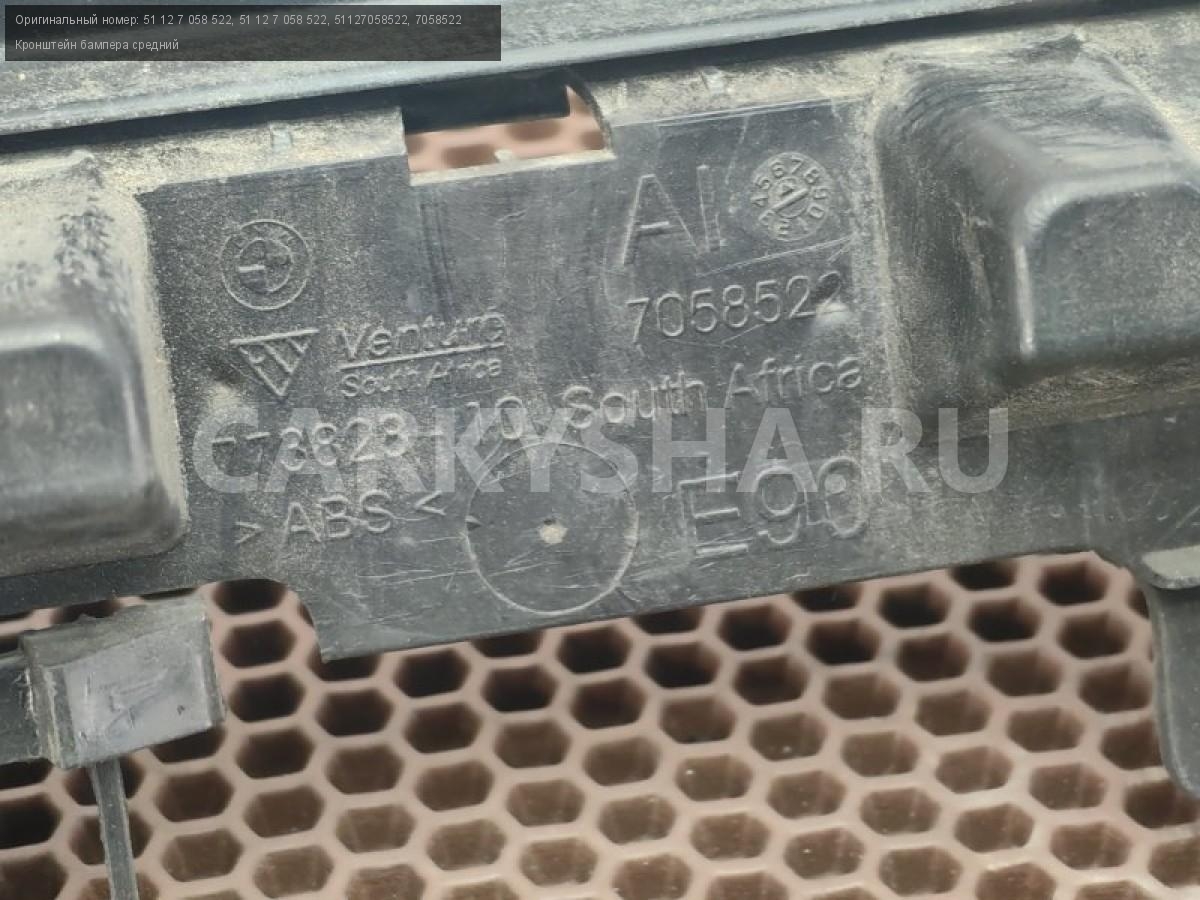 Оригинальный номер: 51 12 7 058 522, 51 12 7 058 522, 51127058522, 7058522
Кронштейн бампера средний
AI
7058522
Venture
South Africa
South Africa
CARKYSHA.RU
>ABS<
E90